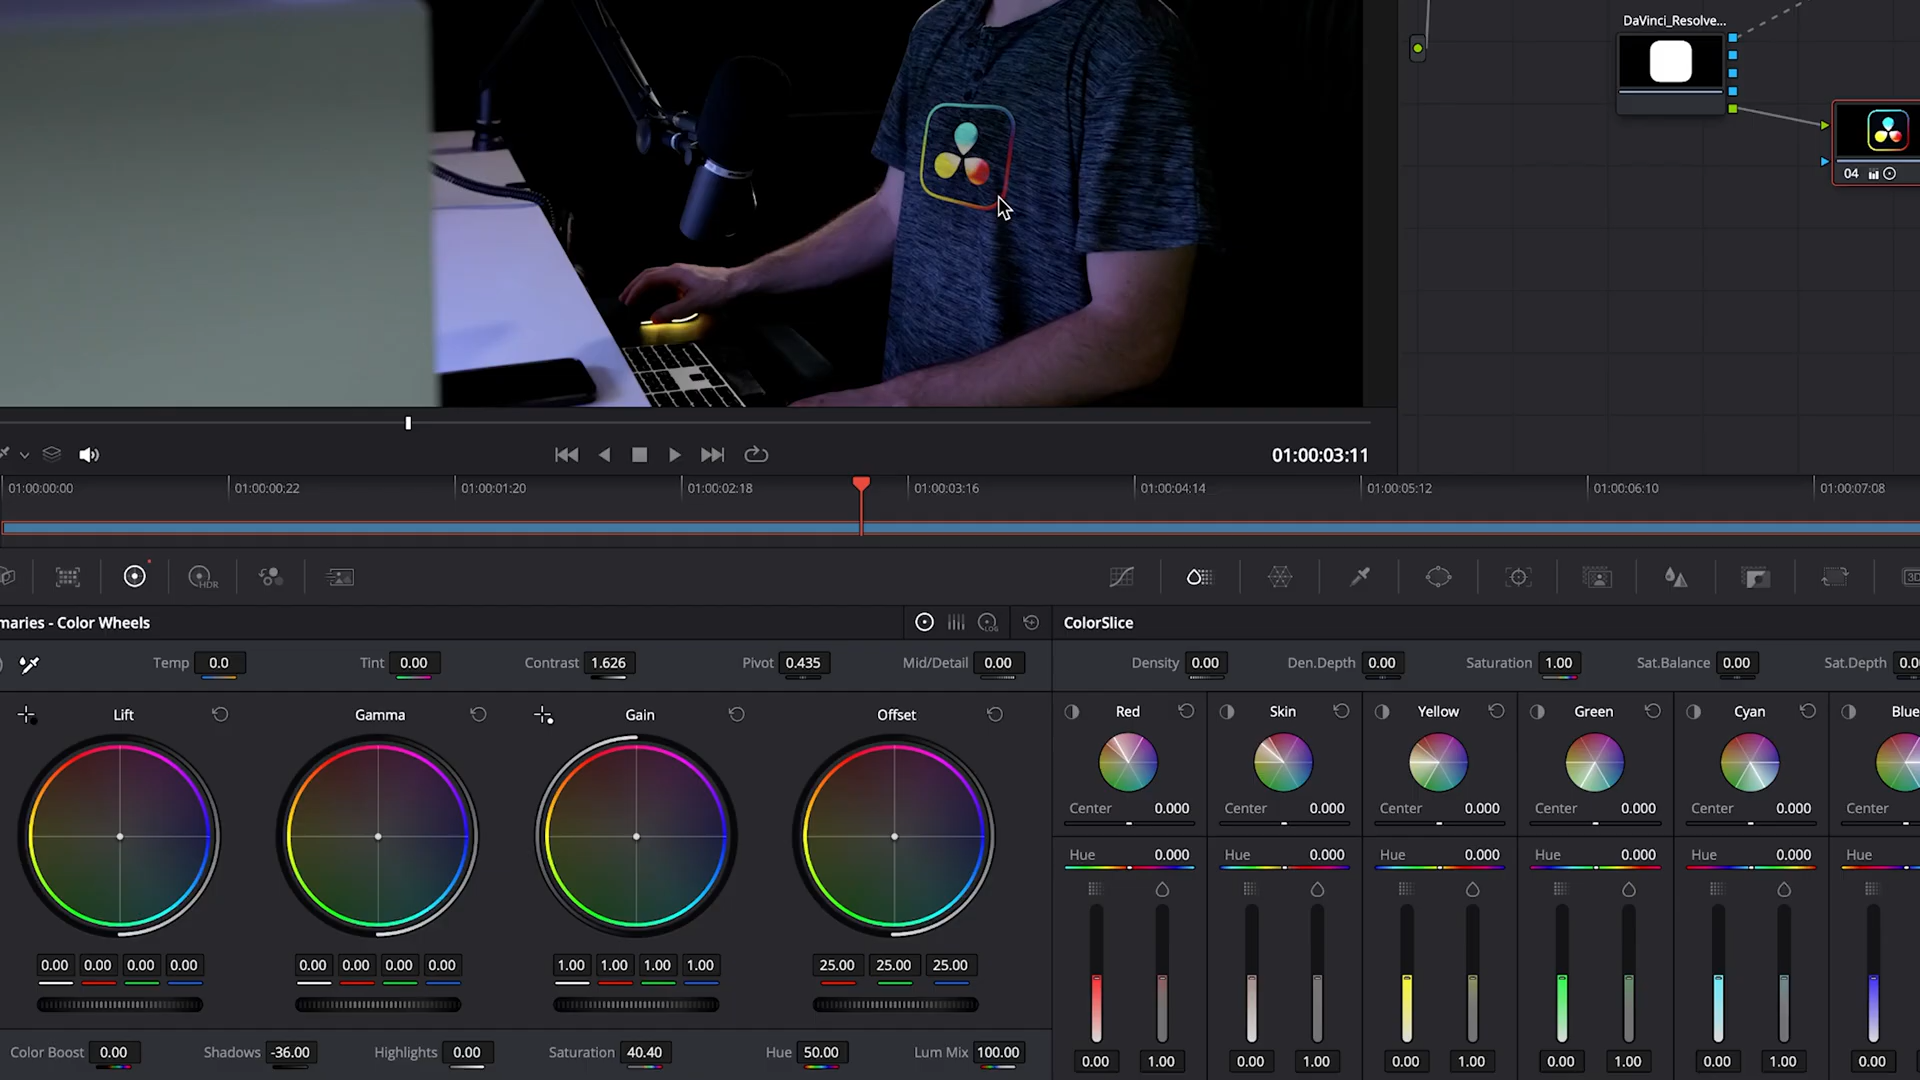 DaVinci_Resolve...
04
01:00:03:11
01:00:00:00
01:00:00:22
01:00:01:20
01:00:02:18
01:00:03:16
01:00:04:14
01:00:05:12
01:00:06:10
01:00:07:08
HDR
3D
maries - Color Wheels
LOG
ColorSlice
Temp 0.0
Tint 0.00
Contrast 1.626
Pivot 0.435
Mid/Detail 0.00
Density 0.00
Den.Depth 0.00
Saturation 1.00
Sat.Balance 0.00
Sat.Depth 0.0
Lift
Gamma
Gain
Offset
Red
Skin
Yellow
Green
Cyan
Blue
Center 0.000
Center 0.000
Center 0.000
Center 0.000
Center 0.000
Center
Hue 0.000
Hue 0.000
Hue 0.000
Hue 0.000
Hue 0.000
Hue
0.00 0.00 0.00 0.00
0.00 0.00 0.00 0.00
1.00 1.00 1.00 1.00
25.00 25.00 25.00
Color Boost 0.00
Shadows -36.00
Highlights 0.00
Saturation 40.40
Hue 50.00
Lum Mix 100.00
0.00 1.00
0.00 1.00
0.00 1.00
0.00 1.00
0.00 1.00
0.00